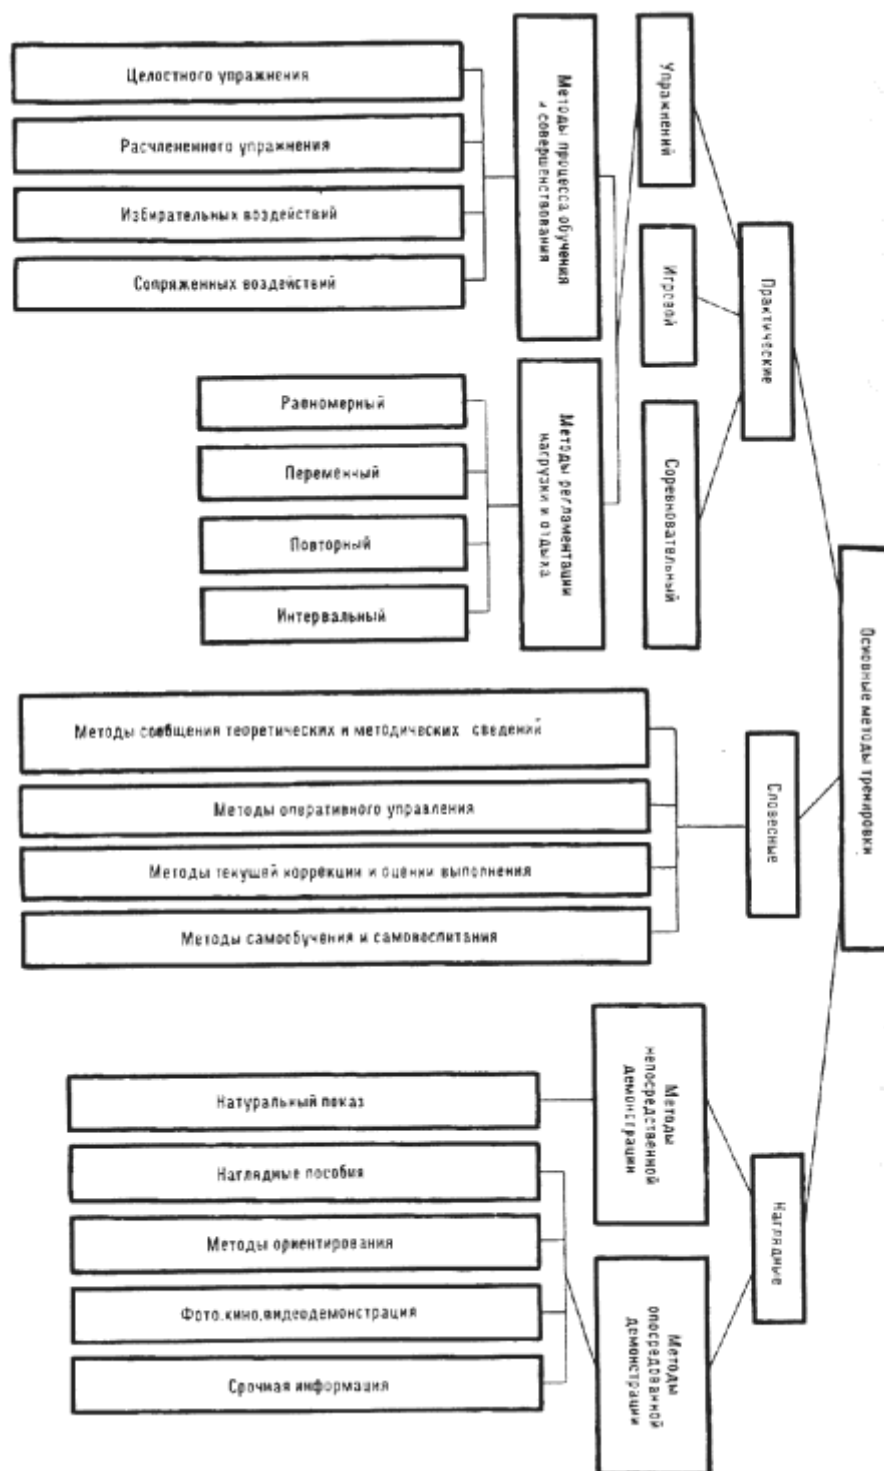 Основные методы тренировки
Практические
Словесные
Наглядные
Упражнений
Игровой
Соревновательный
Методы процесса обучения
и совершенствования
Методы регламентации
нагрузки и отдыха
Целостного упражнения
Расчлененного упражнения
Избирательных воздействий
Сопряженных воздействий
Равномерный
Переменный
Повторный
Интервальный
Методы сообщения теоретических и методических сведений
Методы оперативного управления
Методы текущей коррекции и оценки выполнения
Методы самообучения и самовоспитания
Методы
непосредственной
демонстрации
Методы
опосредованной
демонстрации
Натуральный показ
Наглядные пособия
Методы ориентирования
Фото,кино,видеодемонстрация
Срочная информация